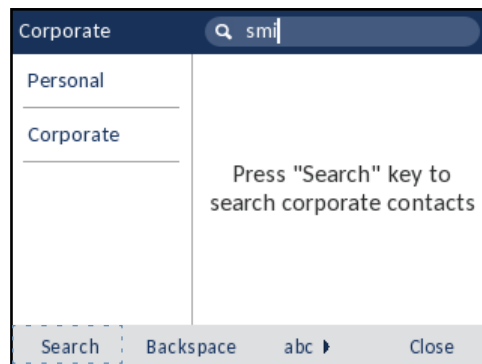 Corporate
smi
Personal
Corporate
Press "Search" key to
search corporate contacts
Search Backspace abc Close